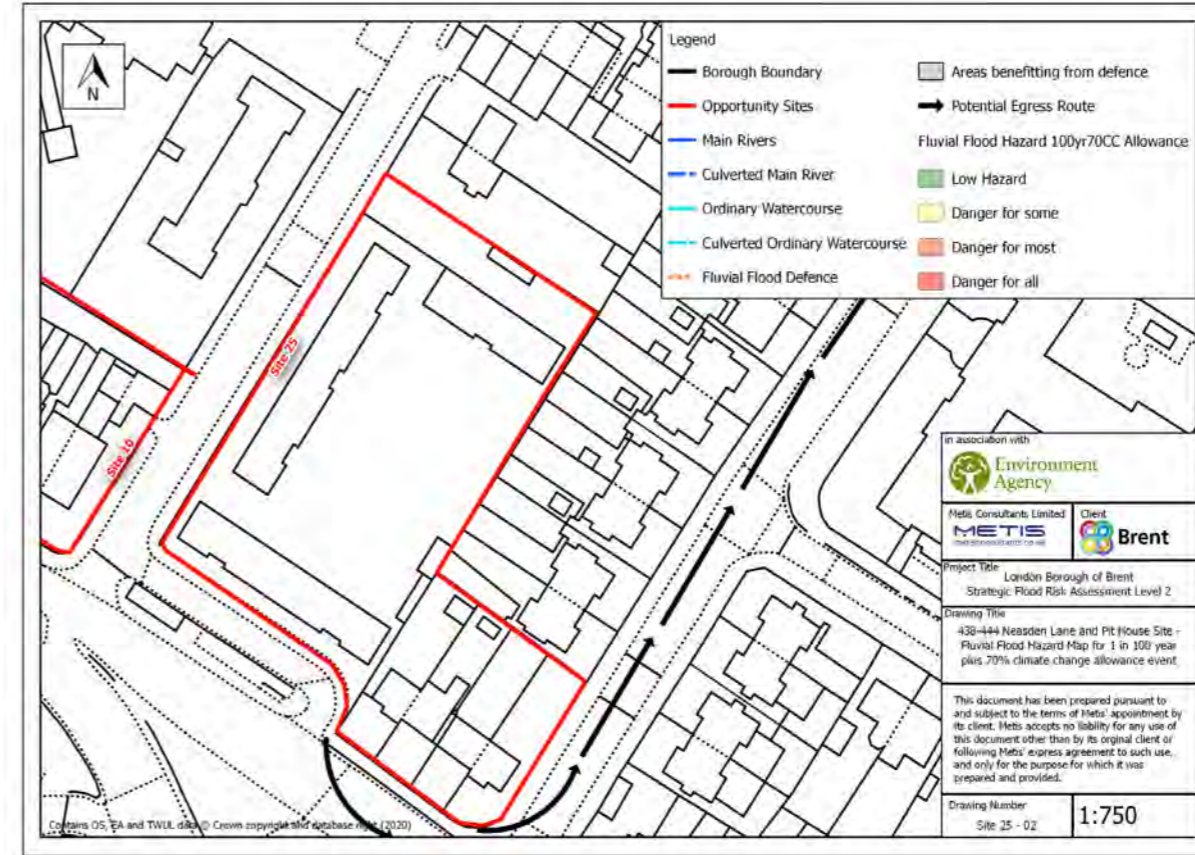 N
Legend
Borough Boundary
Opportunity Sites
Main Rivers
Culverted Main River
Ordinary Watercourse
Culverted Ordinary Watercourse
Fluvial Flood Defence
Areas benefitting from defence
Potential Egress Route
Fluvial Flood Hazard 100yr70CC Allowance
Low Hazard
Danger for some
Danger for most
Danger for all
Site 25
Site 10
in association with
Environment
Agency
Metis Consultants Limited
METIS
Client
Brent
Project Title
London Borough of Brent
Strategic Flood Risk Assessment Level 2
Drawing Title
438-444 Neasden Lane and Pit House Site -
Fluvial Flood Hazard Map for 1 in 100 year
plus 70% climate change allowance event
This document has been prepared pursuant to
and subject to the terms of Metis' appointment by
its client. Metis accepts no liability for any use of
this document other than by its original client or
following Metis' express agreement to such use,
and only for the purpose for which it was
prepared and provided.
Drawing Number
Site 25 - 02
1:750
Contains OS, EA and TWUL data © Crown copyright and database right (2020)